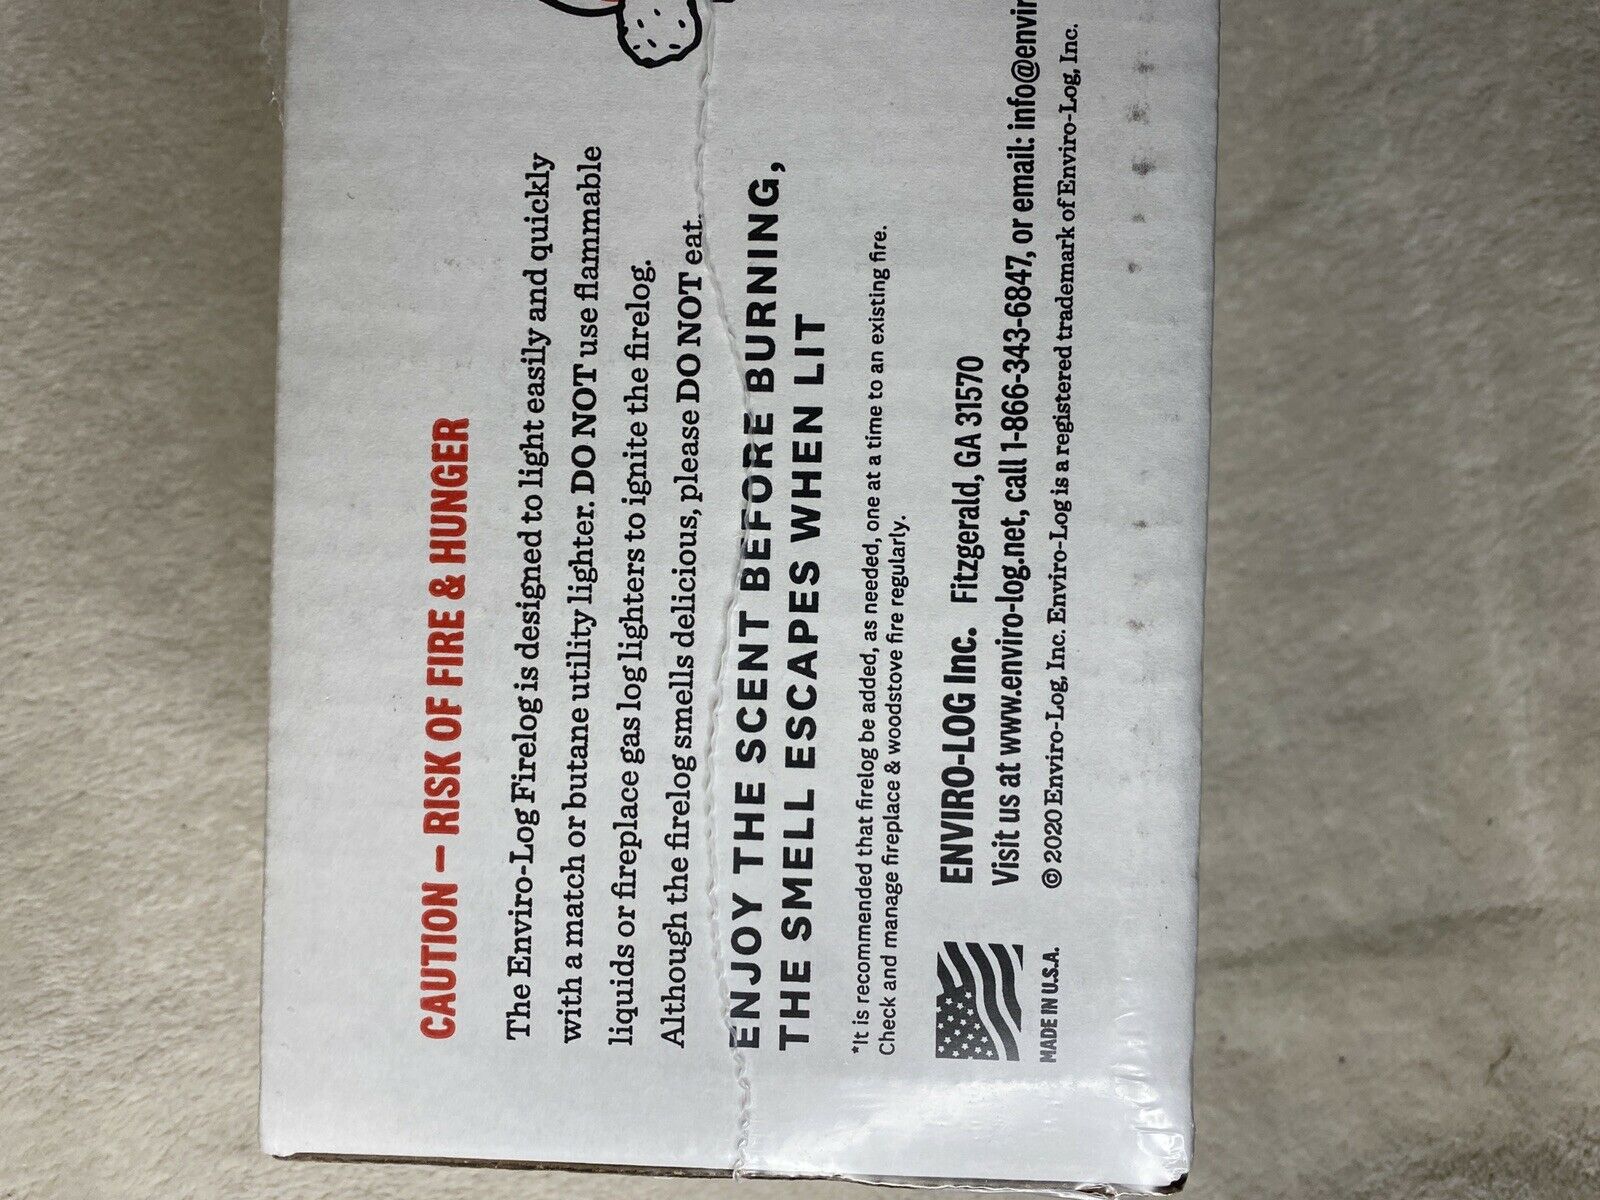 CAUTION – RISK OF FIRE & HUNGER
The Enviro-Log Firelog is designed to light easily and quickly
with a match or butane utility lighter. DO NOT use flammable
liquids or fireplace gas log lighters to ignite the firelog.
Although the firelog smells delicious, please DO NOT eat.
ENJOY THE SCENT BEFORE BURNING,
THE SMELL ESCAPES WHEN LIT
*It is recommended that firelog be added, as needed, one at a time to an existing fire.
Check and manage fireplace & woodstove fire regularly.
ENVIRO-LOG Inc. Fitzgerald, GA 31570
Visit us at www.enviro-log.net, call 1-866-343-6847, or email: info@envir
© 2020 Enviro-Log, Inc. Enviro-Log is a registered trademark of Enviro-Log, Inc.
MADE IN U.S.A.